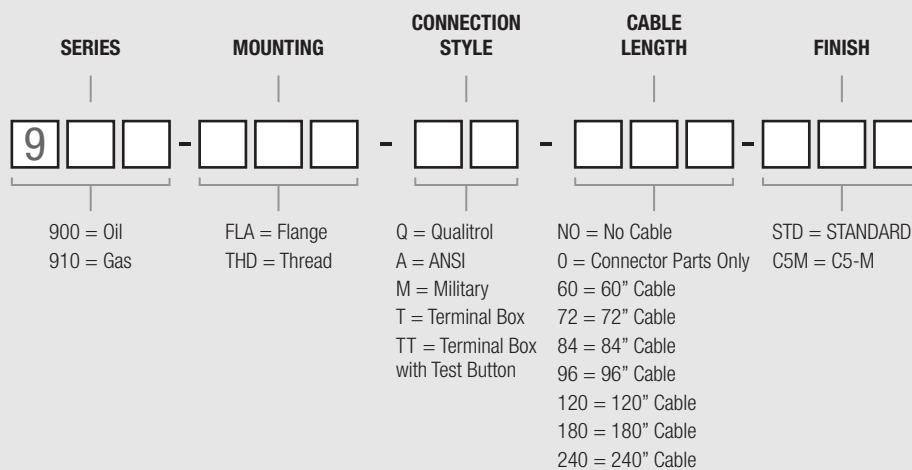 SERIES
MOUNTING
CONNECTION
STYLE
CABLE
LENGTH
FINISH
9 - - - -
900 = Oil
910 = Gas
FLA = Flange
THD = Thread
Q = Qualitrol
A = ANSI
M = Military
T = Terminal Box
TT = Terminal Box
with Test Button
NO = No Cable
0 = Connector Parts Only
60 = 60” Cable
72 = 72” Cable
84 = 84” Cable
96 = 96” Cable
120 = 120” Cable
180 = 180” Cable
240 = 240” Cable
STD = STANDARD
C5M = C5-M